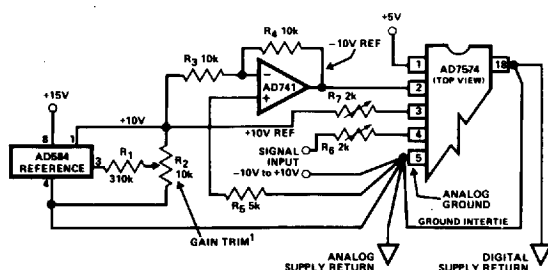 R4 10k
-10V REF
+5V
R3 10k
AD7574
(TOP VIEW)
1
18
+15V
AD741
2
R7 2k
3
+10V
+10V REF
8
1
4
R1
R2
SIGNAL
INPUT
R6 2k
AD584
REFERENCE
3
310k
10k
5
-10V to +10V
4
R5 5k
ANALOG
GROUND
GROUND INTERTIE
GAIN TRIM1
ANALOG
SUPPLY RETURN
DIGITAL
SUPPLY RETURN